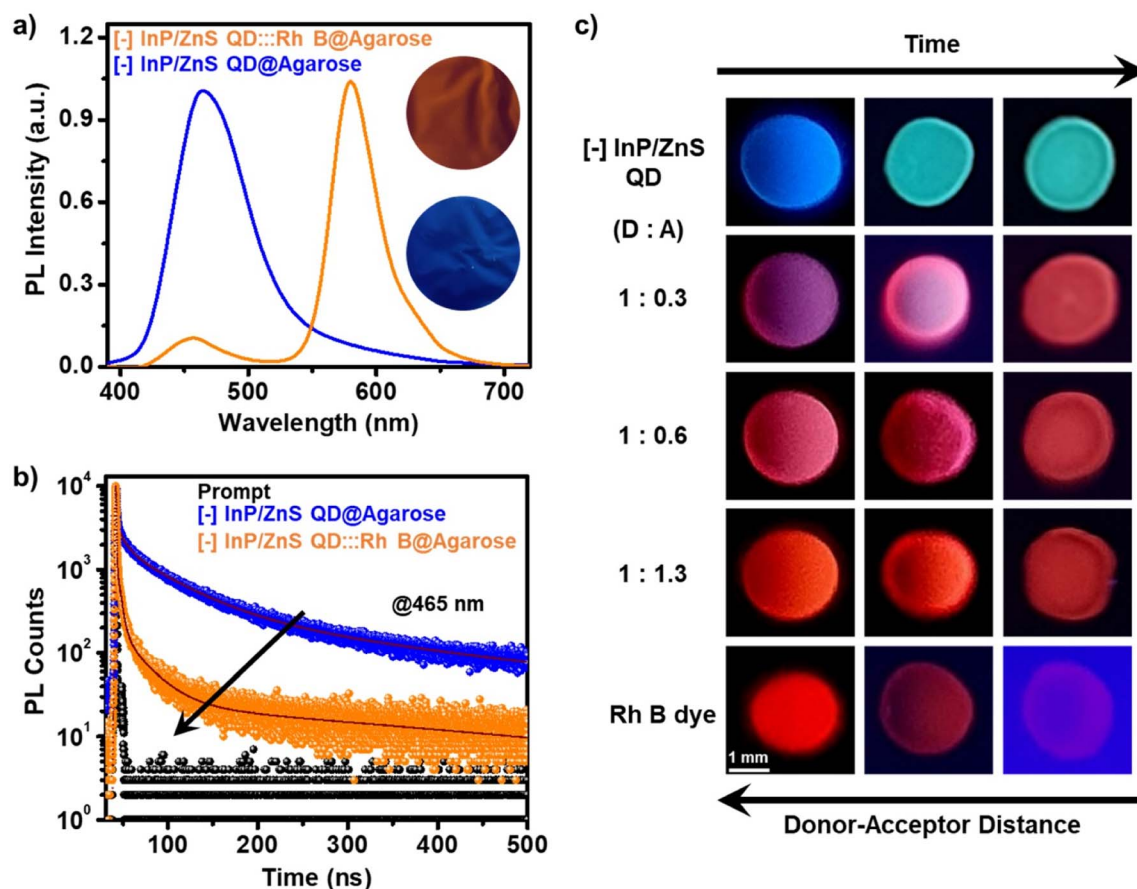 a)
1.2
0.9
0.6
0.3
0.0
PL Intensity (a.u.)
[-] InP/ZnS QD:::Rh B@Agarose
[-] InP/ZnS QD@Agarose
400
500
600
700
Wavelength (nm)
b)
10^4
10^3
10^2
10^1
10^0
PL Counts
Prompt
[-] InP/ZnS QD@Agarose
[-] InP/ZnS QD:::Rh B@Agarose
@465 nm
100
200
300
400
500
Time (ns)
c)
Time
[-] InP/ZnS
QD
(D : A)
1 : 0.3
1 : 0.6
1 : 1.3
Rh B dye
1 mm
Donor-Acceptor Distance